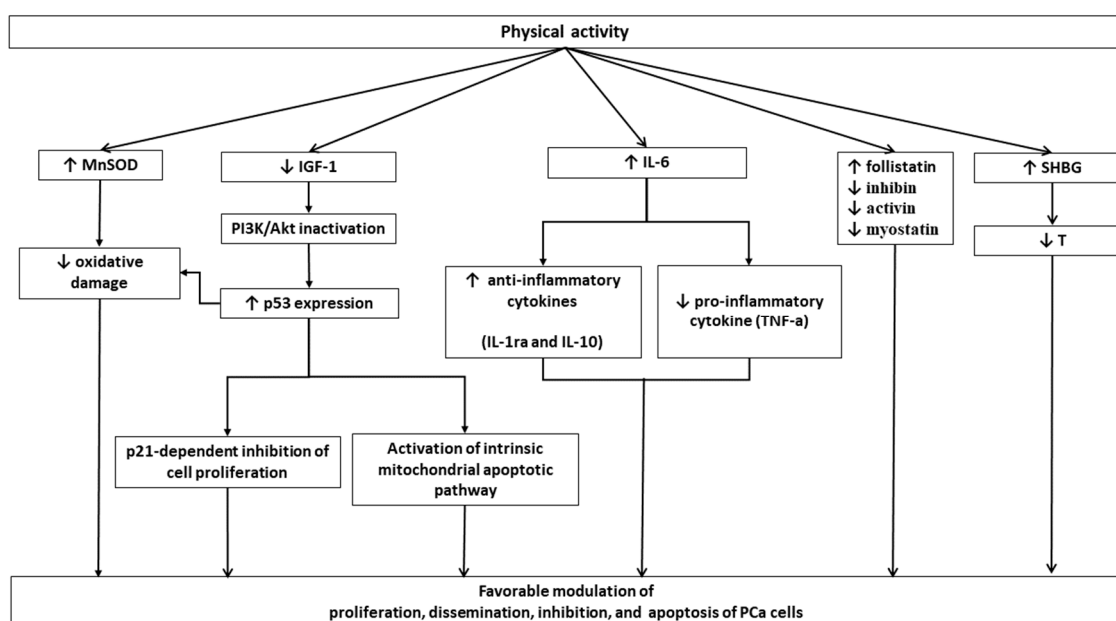 Physical activity
↑ MnSOD
↓ IGF-1
↑ IL-6
↑ follistatin
↓ inhibin
↓ activin
↓ myostatin
↑ SHBG
PI3K/Akt inactivation
↓ T
↓ oxidative
damage
↑ p53 expression
↑ anti-inflammatory
cytokines
(IL-1ra and IL-10)
↓ pro-inflammatory
cytokine (TNF-a)
p21-dependent inhibition of
cell proliferation
Activation of intrinsic
mitochondrial apoptotic
pathway
Favorable modulation of
proliferation, dissemination, inhibition, and apoptosis of PCa cells